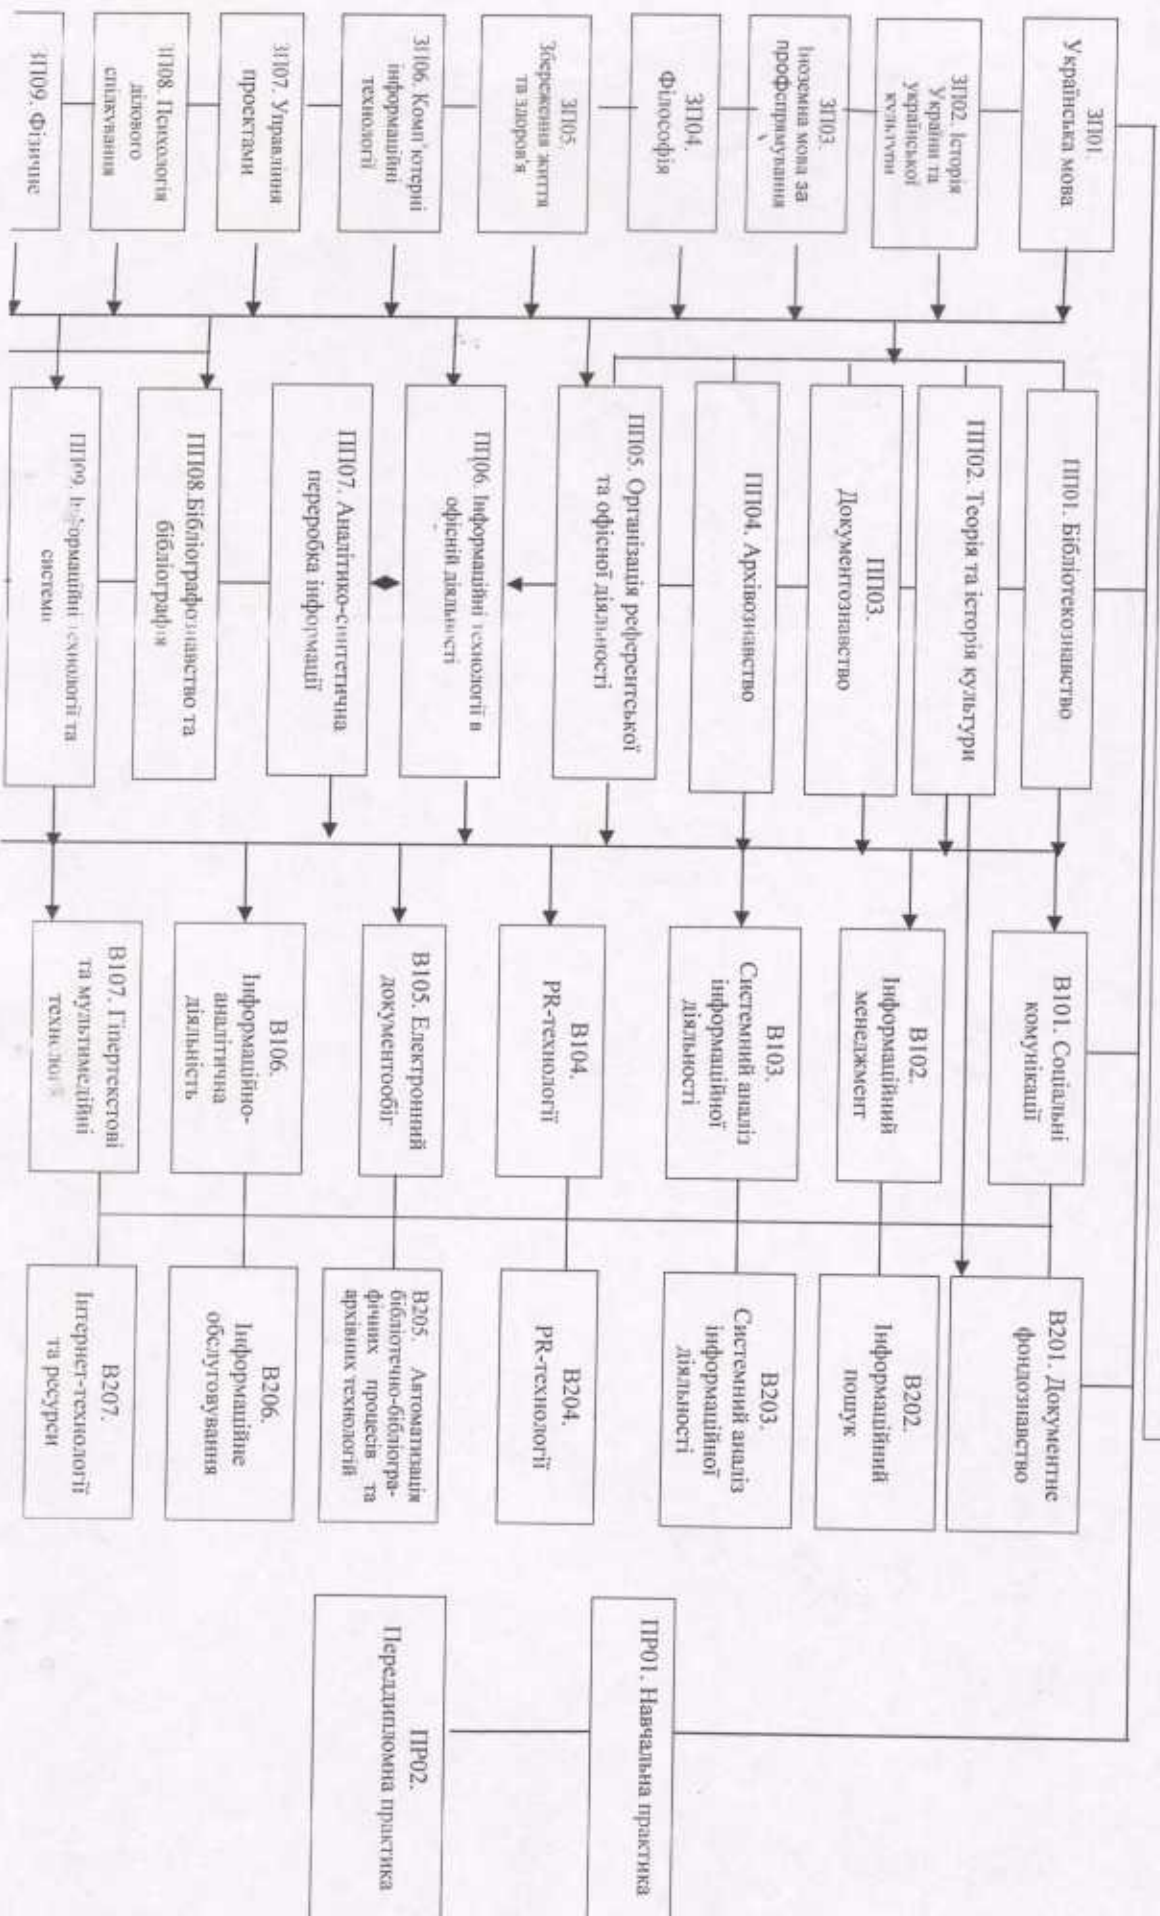 ЗП01.
Українська мова
ЗП02. Історія
України та
української
культури
ЗП03.
Іноземна мова за
профспрямування
ЗП04.
Філософія
ЗП05.
Збереження життя
та здоров'я
ЗП06. Комп'ютерні
інформаційні
технології
ЗП07. Управління
проектами
ЗП08. Психологія
ділового
спілкування
ЗП09. Фізичне
ПП01. Бібліотекознавство
ПП02. Теорія та історія культури
ПП03.
Документознавство
ПП04. Архівознавство
ПП05. Організація референтської
та офісної діяльності
ПП06. Інформаційні технології в
офісній діяльності
ПП07. Аналітико-синтетична
переробка інформації
ПП08.Бібліографознавство та
бібліографія
ПП09. Інформаційні технології та
системи
В101. Соціальні
комунікації
В102.
Інформаційний
менеджмент
В103.
Системний аналіз
інформаційної
діяльності
В104.
PR-технології
В105. Електронний
документообіг
В106.
Інформаційно-
аналітична
діяльність
В107. Гіпертекстові
та мультимедійні
технології
В201. Документне
фондознавство
В202.
Інформаційний
пошук
В203.
Системний аналіз
інформаційної
діяльності
В204.
PR-технології
В205. Автоматизація
бібліотечно-бібліогра-
фічних процесів та
архівних технологій
В206.
Інформаційне
обслуговування
В207.
Інтернет-технології
та ресурси
ПР01. Навчальна практика
ПР02.
Переддипломна практика